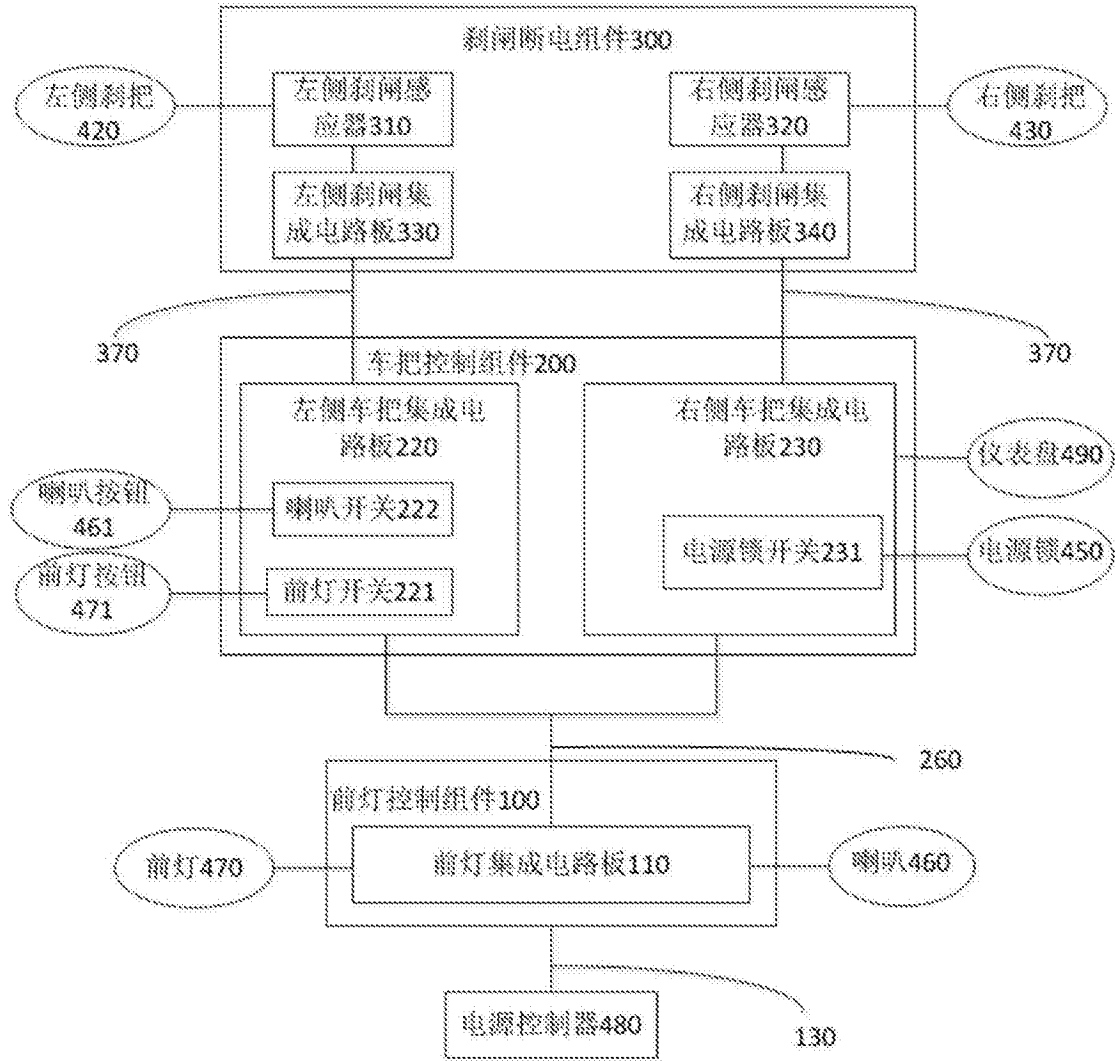 刹闸断电组件300
左侧刹把
420
左侧刹闸感
应器310
右侧刹闸感
应器320
右侧刹把
430
左侧刹闸集
成电路板330
右侧刹闸集
成电路板340
370
370
车把控制组件200
左侧车把集成电
路板220
右侧车把集成电
路板230
仪表盘490
喇叭按钮
461
喇叭开关222
电源锁开关231
电源锁450
前灯按钮
471
前灯开关221
260
前灯控制组件100
前灯470
前灯集成电路板110
喇叭460
电源控制器480
130